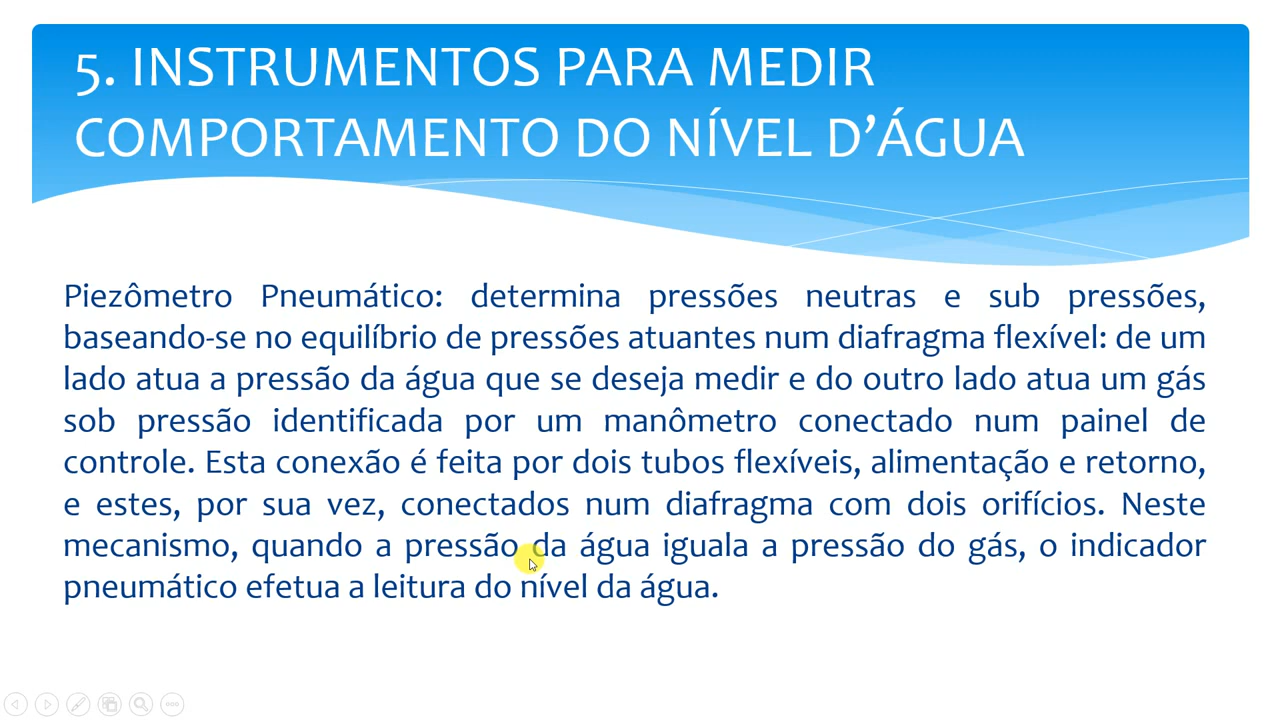 5. INSTRUMENTOS PARA MEDIR
COMPORTAMENTO DO NÍVEL D’ÁGUA
Piezômetro Pneumático: determina pressões neutras e sub pressões,
baseando-se no equilíbrio de pressões atuantes num diafragma flexível: de um
lado atua a pressão da água que se deseja medir e do outro lado atua um gás
sob pressão identificada por um manômetro conectado num painel de
controle. Esta conexão é feita por dois tubos flexíveis, alimentação e retorno,
e estes, por sua vez, conectados num diafragma com dois orifícios. Neste
mecanismo, quando a pressão da água iguala a pressão do gás, o indicador
pneumático efetua a leitura do nível da água.